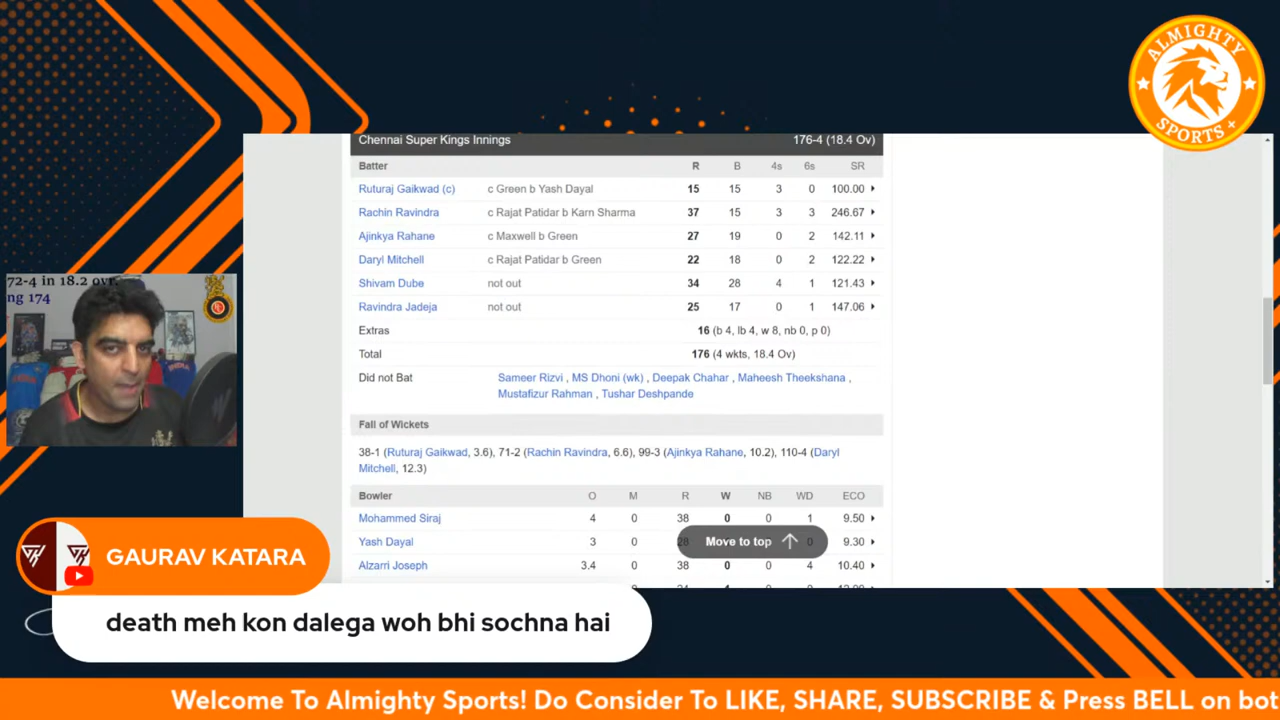 ALMIGHTY
SPORTS
Chennai Super Kings Innings 176-4 (18.4 Ov)
Batter R B 4s 6s SR
Ruturaj Gaikwad (c) c Green b Yash Dayal 15 15 3 0 100.00
Rachin Ravindra c Rajat Patidar b Karn Sharma 37 15 3 3 246.67
Ajinkya Rahane c Maxwell b Green 27 19 0 2 142.11
Daryl Mitchell c Rajat Patidar b Green 22 18 0 2 122.22
Shivam Dube not out 34 28 4 1 121.43
Ravindra Jadeja not out 25 17 0 1 147.06
Extras 16 (b 4, lb 4, w 8, nb 0, p 0)
Total 176 (4 wkts, 18.4 Ov)
Did not Bat Sameer Rizvi , MS Dhoni (wk) , Deepak Chahar , Maheesh Theekshana ,
Mustafizur Rahman , Tushar Deshpande
Fall of Wickets
38-1 (Ruturaj Gaikwad, 3.6), 71-2 (Rachin Ravindra, 6.6), 99-3 (Ajinkya Rahane, 10.2), 110-4 (Daryl
Mitchell, 12.3)
Bowler O M R W NB WD ECO
Mohammed Siraj 4 0 38 0 0 1 9.50
Yash Dayal 3 0 28 0 9.30
Move to top
Alzarri Joseph 3.4 0 38 0 0 4 10.40
72-4 in 18.2 ovr.
ng 174
GAURAV KATARA
death meh kon dalega woh bhi sochna hai
Welcome To Almighty Sports! Do Consider To LIKE, SHARE, SUBSCRIBE & Press BELL on bot